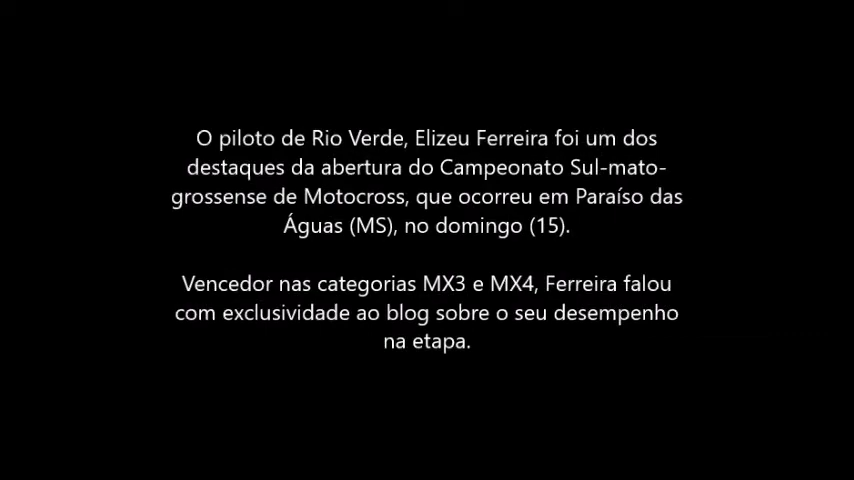 O piloto de Rio Verde, Elizeu Ferreira foi um dos
destaques da abertura do Campeonato Sul-mato-
grossense de Motocross, que ocorreu em Paraíso das
Águas (MS), no domingo (15).
Vencedor nas categorias MX3 e MX4, Ferreira falou
com exclusividade ao blog sobre o seu desempenho
na etapa.